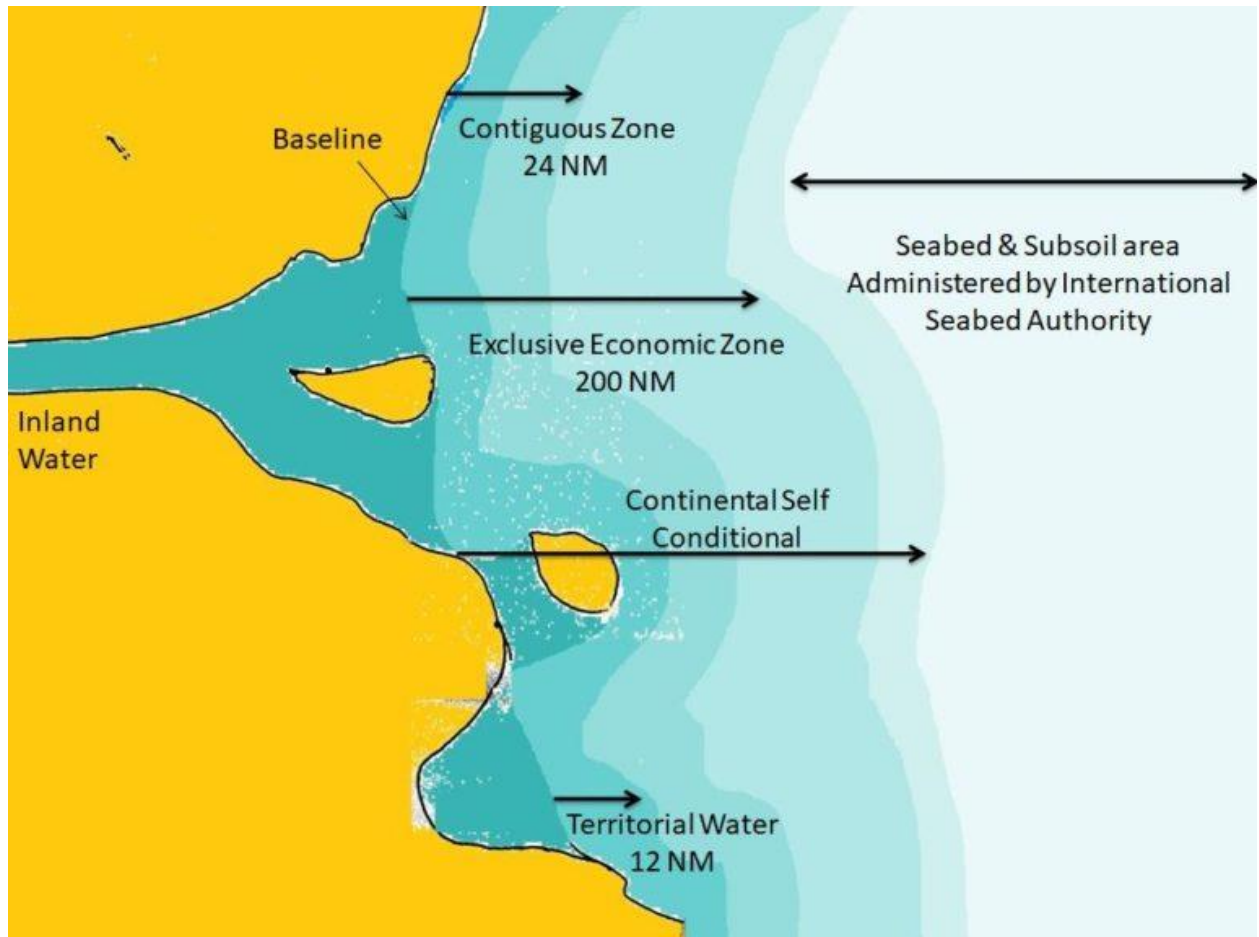 Baseline
Contiguous Zone
24 NM
Seabed & Subsoil area
Administered by International
Seabed Authority
Exclusive Economic Zone
200 NM
Inland
Water
Continental Self
Conditional
Territorial Water
12 NM